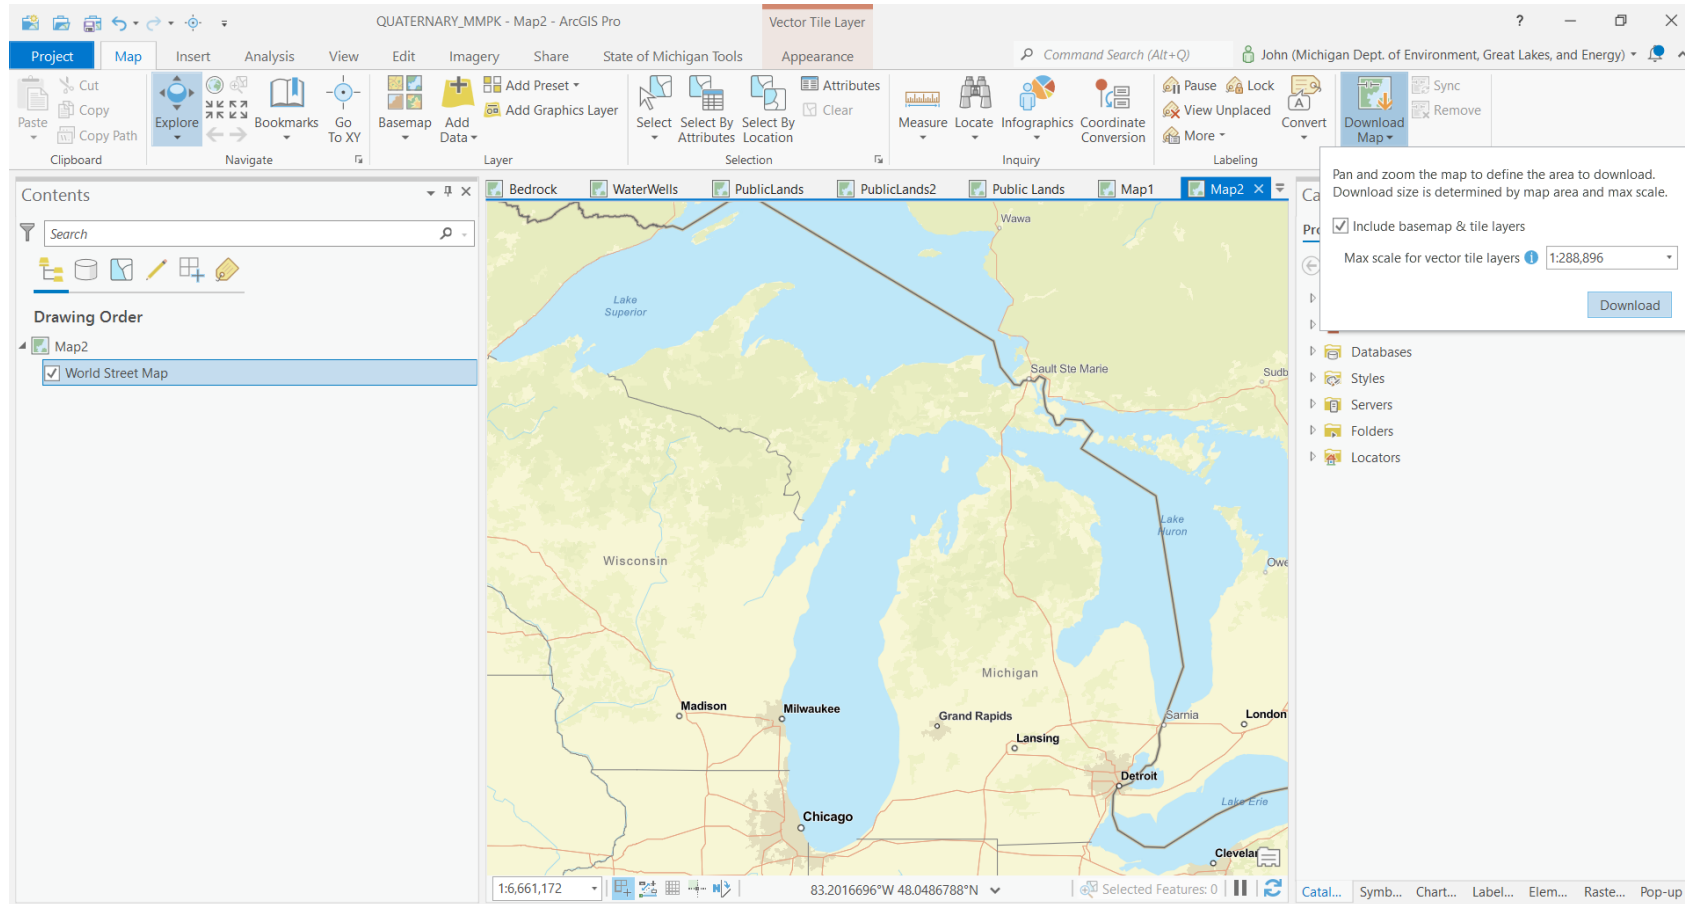 QUATERNARY_MMPK - Map2 - ArcGIS Pro
Vector Tile Layer
?
Project Map Insert Analysis View Edit Imagery Share State of Michigan Tools Appearance
Command Search (Alt+Q)
John (Michigan Dept. of Environment, Great Lakes, and Energy)
Paste
Cut
Copy
Copy Path
Clipboard
Explore
Bookmarks
Go To XY
Navigate
Basemap
Add Data
Add Preset
Add Graphics Layer
Layer
Select
Select By Attributes
Select By Location
Attributes
Clear
Selection
Measure
Locate
Infographics
Coordinate Conversion
Inquiry
Pause
Lock
View Unplaced
More
Labeling
Convert
Download Map
Sync
Remove
Pan and zoom the map to define the area to download.
Download size is determined by map area and max scale.
Include basemap & tile layers
Max scale for vector tile layers 1:288,896
Download
Contents
Search
Drawing Order
Map2
World Street Map
Bedrock WaterWells PublicLands PublicLands2 Public Lands Map1 Map2
Wawa
Lake
Superior
Sault Ste Marie
Sudb
Lake
Huron
Owe
Wisconsin
Michigan
Madison
Milwaukee
Grand Rapids
Lansing
Sarnia
London
Detroit
Lake Erie
Chicago
Clevelan
1:6,661,172
83.2016696°W 48.0486788°N
Selected Features: 0
Ca
Pro
Databases
Styles
Servers
Folders
Locators
Catal... Symb... Chart... Label... Elem... Raste... Pop-up